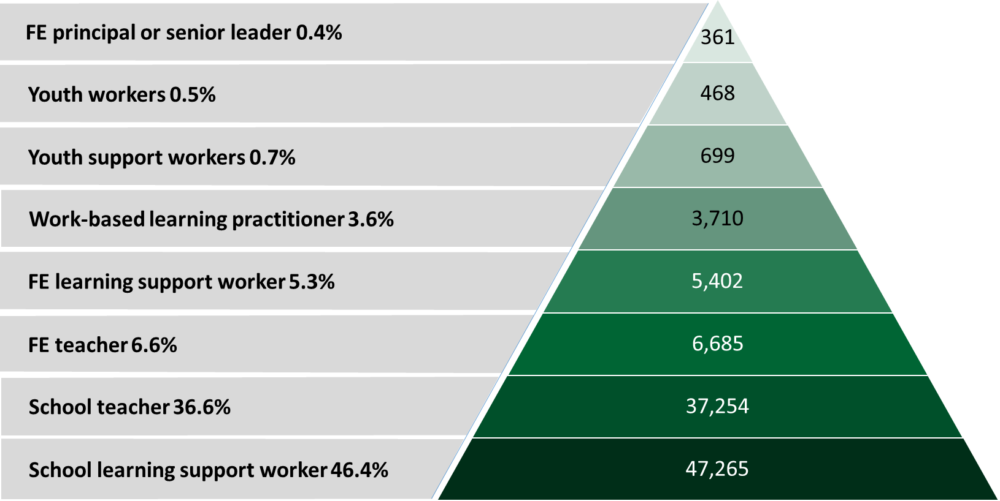 FE principal or senior leader 0.4%
361
Youth workers 0.5%
468
Youth support workers 0.7%
699
Work-based learning practitioner 3.6%
3,710
FE learning support worker 5.3%
5,402
FE teacher 6.6%
6,685
School teacher 36.6%
37,254
School learning support worker 46.4%
47,265